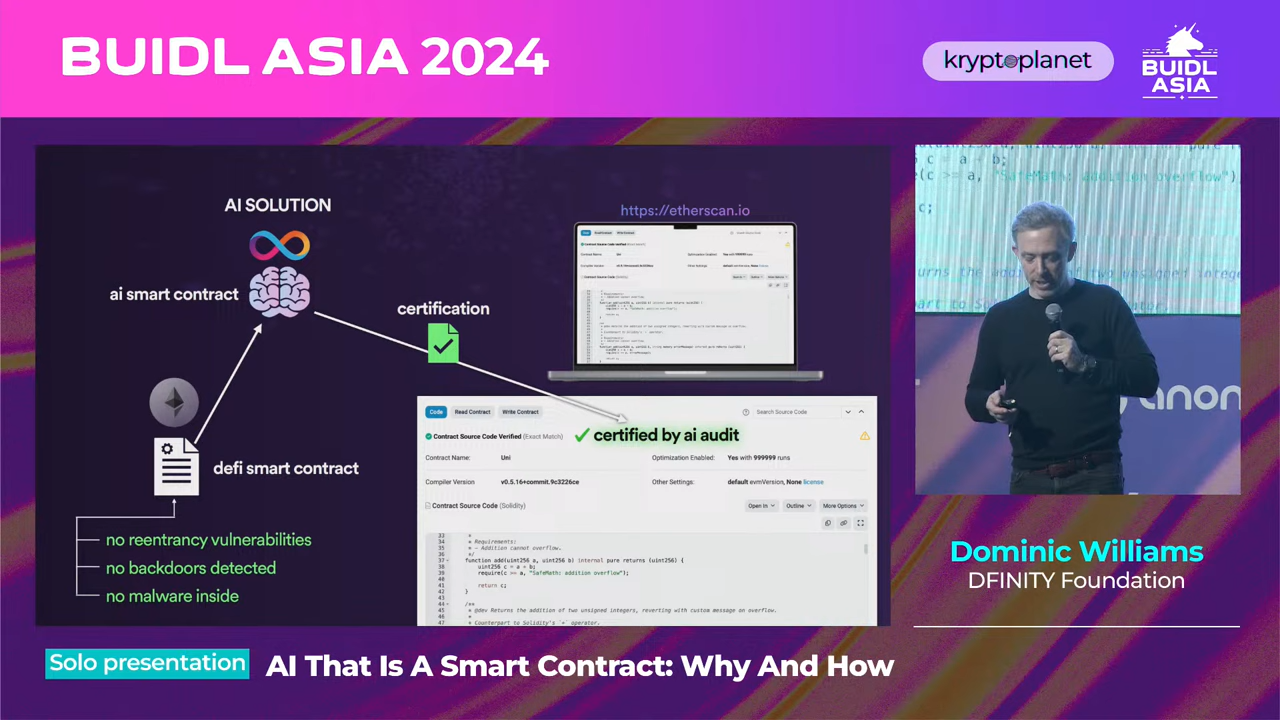 BUIDL ASIA 2024
kryptoplanet
BUIDL
ASIA
AI SOLUTION
ai smart contract
certification
defi smart contract
no reentrancy vulnerabilities
no backdoors detected
no malware inside
https://etherscan.io
Code Read Contract Write Contract Search Source Code
Contract Source Code Verified (Exact Match)
✓ certified by ai audit
Contract Name: Uni Optimization Enabled: Yes with 999999 runs
Compiler Version v0.5.16+commit.9c3226ce Other Settings: default evmVersion, None license
Contract Source Code (Solidity) Open In Outline More Options
33 *
34 * Requirements:
35 * - Addition cannot overflow.
36 */
37 function add(uint256 a, uint256 b) internal pure returns (uint256) {
38 uint256 c = a + b;
39 require(c >= a, "SafeMath: addition overflow");
40
41 return c;
42 }
43
44 /**
45 * @dev Returns the addition of two unsigned integers, reverting with custom message on overflow.
46 *
47 * Counterpart to Solidity's `+` operator.
Dominic Williams
DFINITY Foundation
Solo presentation
AI That Is A Smart Contract: Why And How